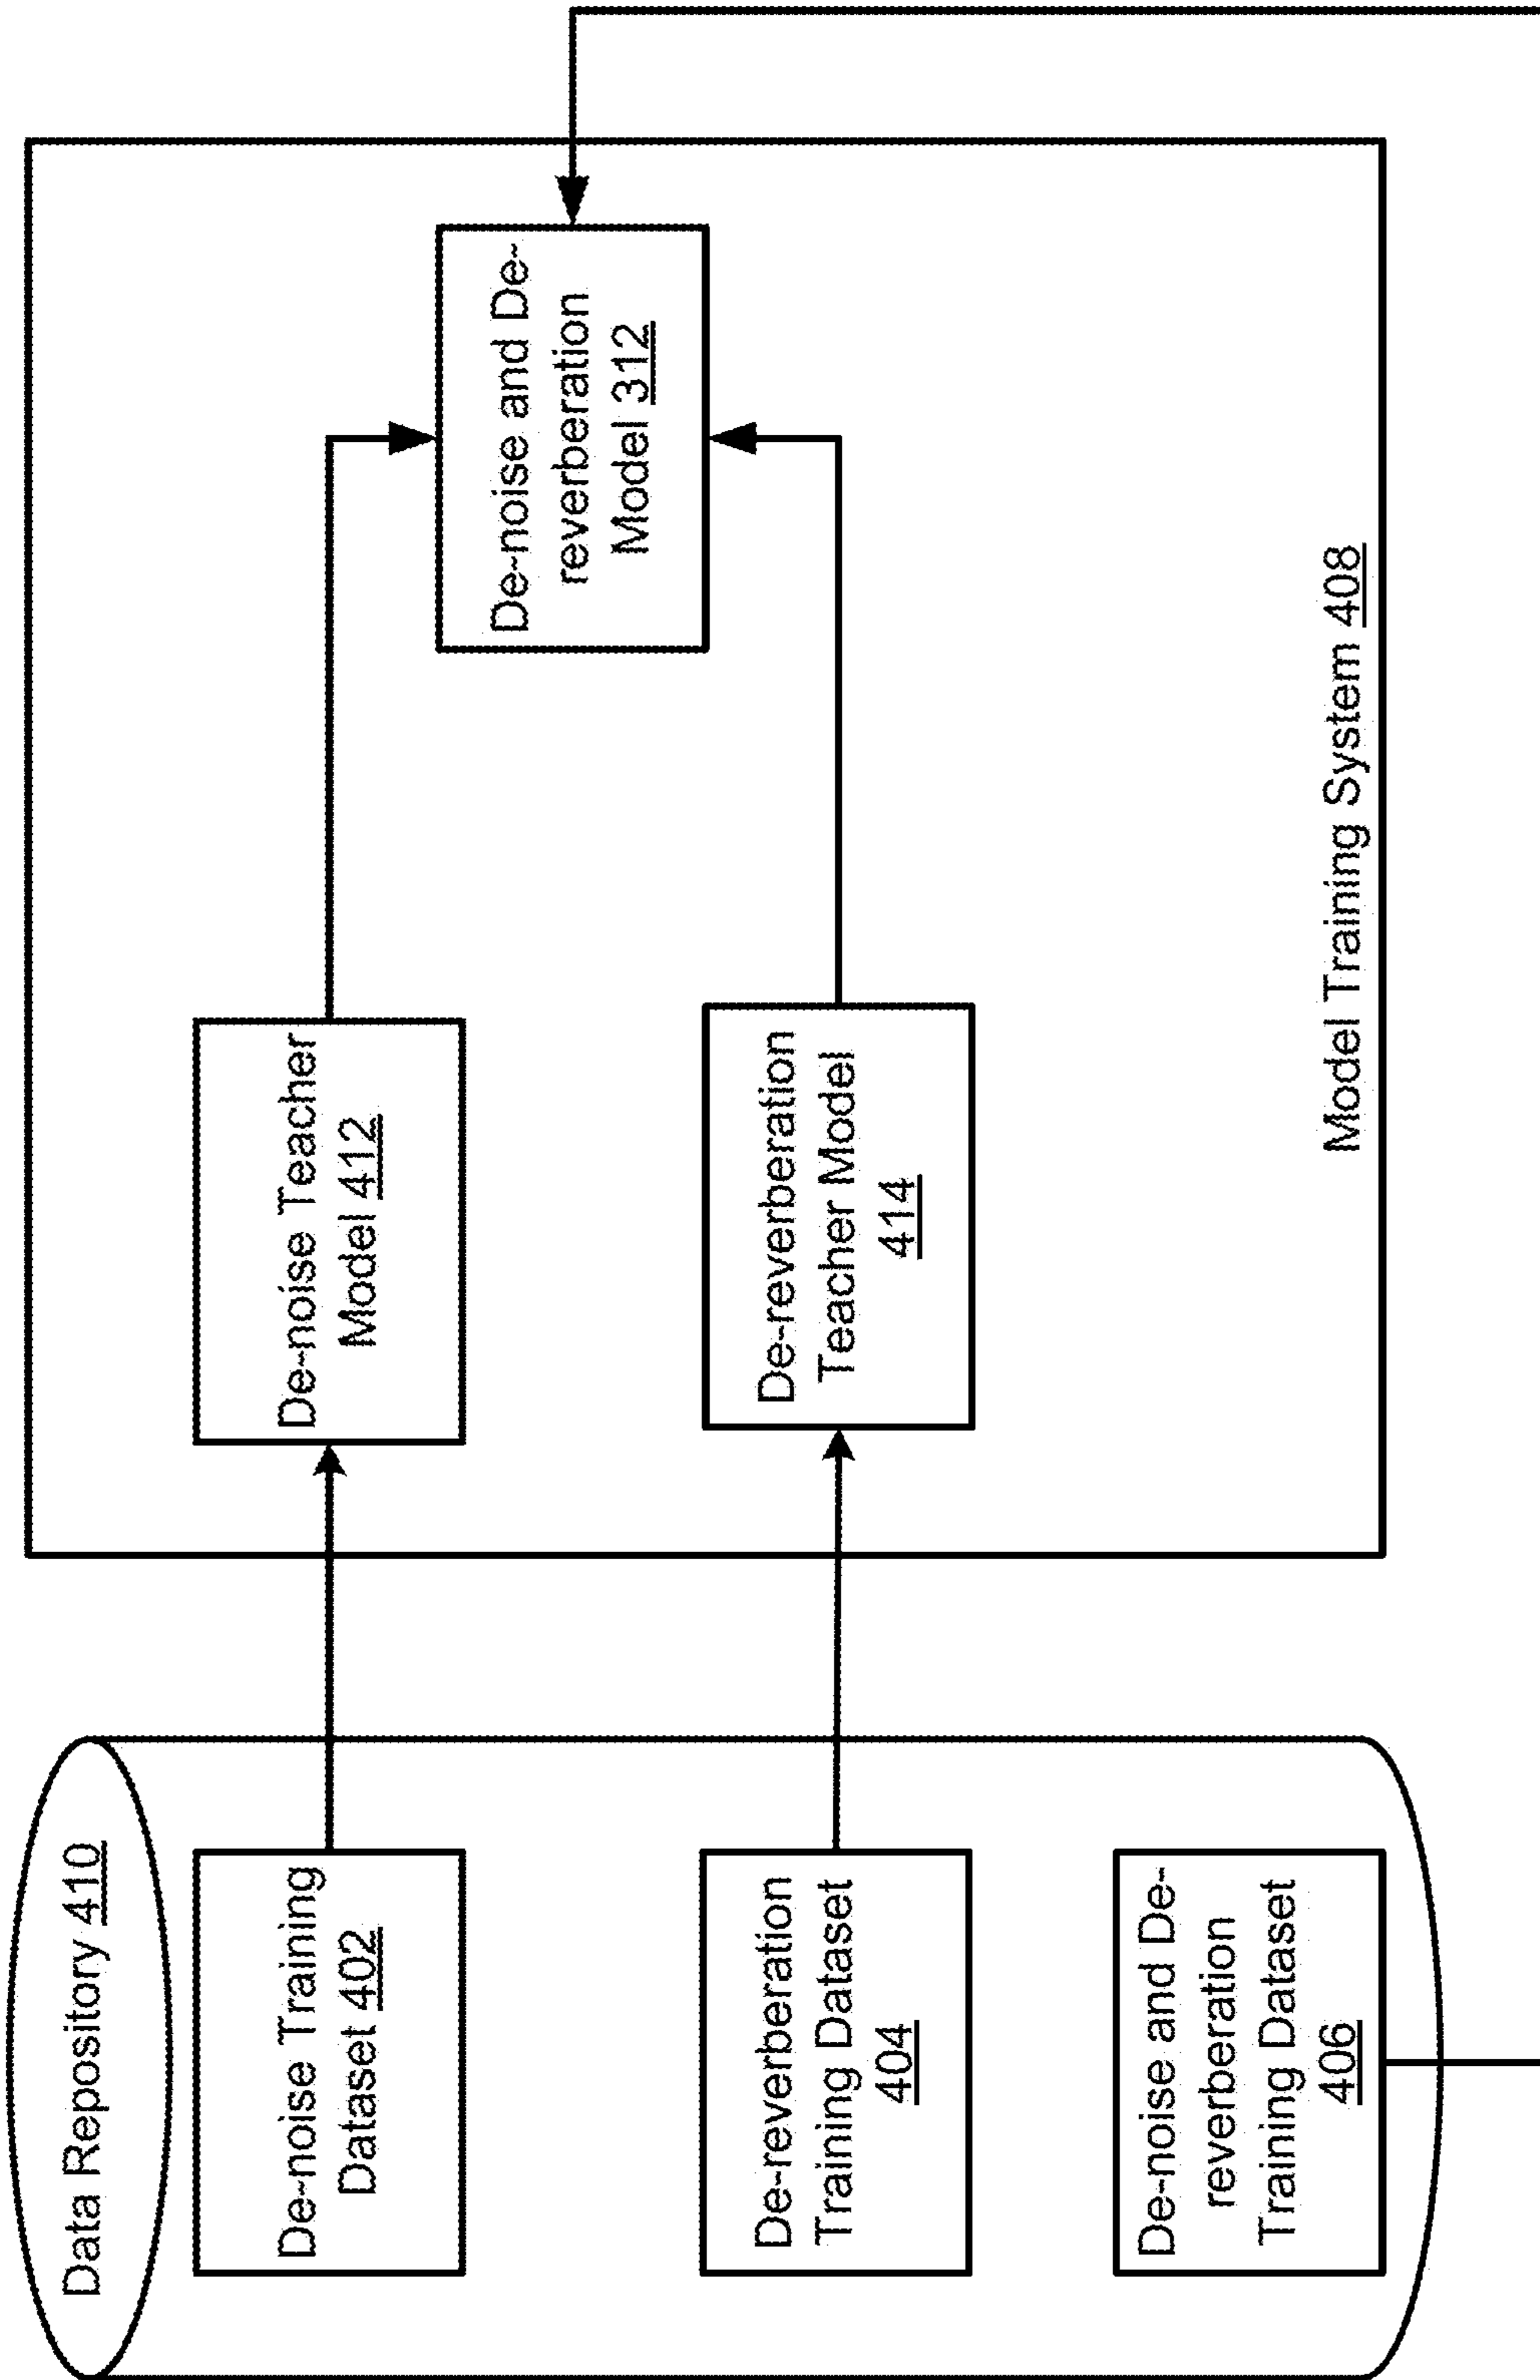 Data Repository 410
De-noise Training
Dataset 402
De-reverberation
Training Dataset
404
De-noise and De-
reverberation
Training Dataset
406
De-noise Teacher
Model 412
De-reverberation
Teacher Model
414
De-noise and De-
reverberation
Model 312
Model Training System 408